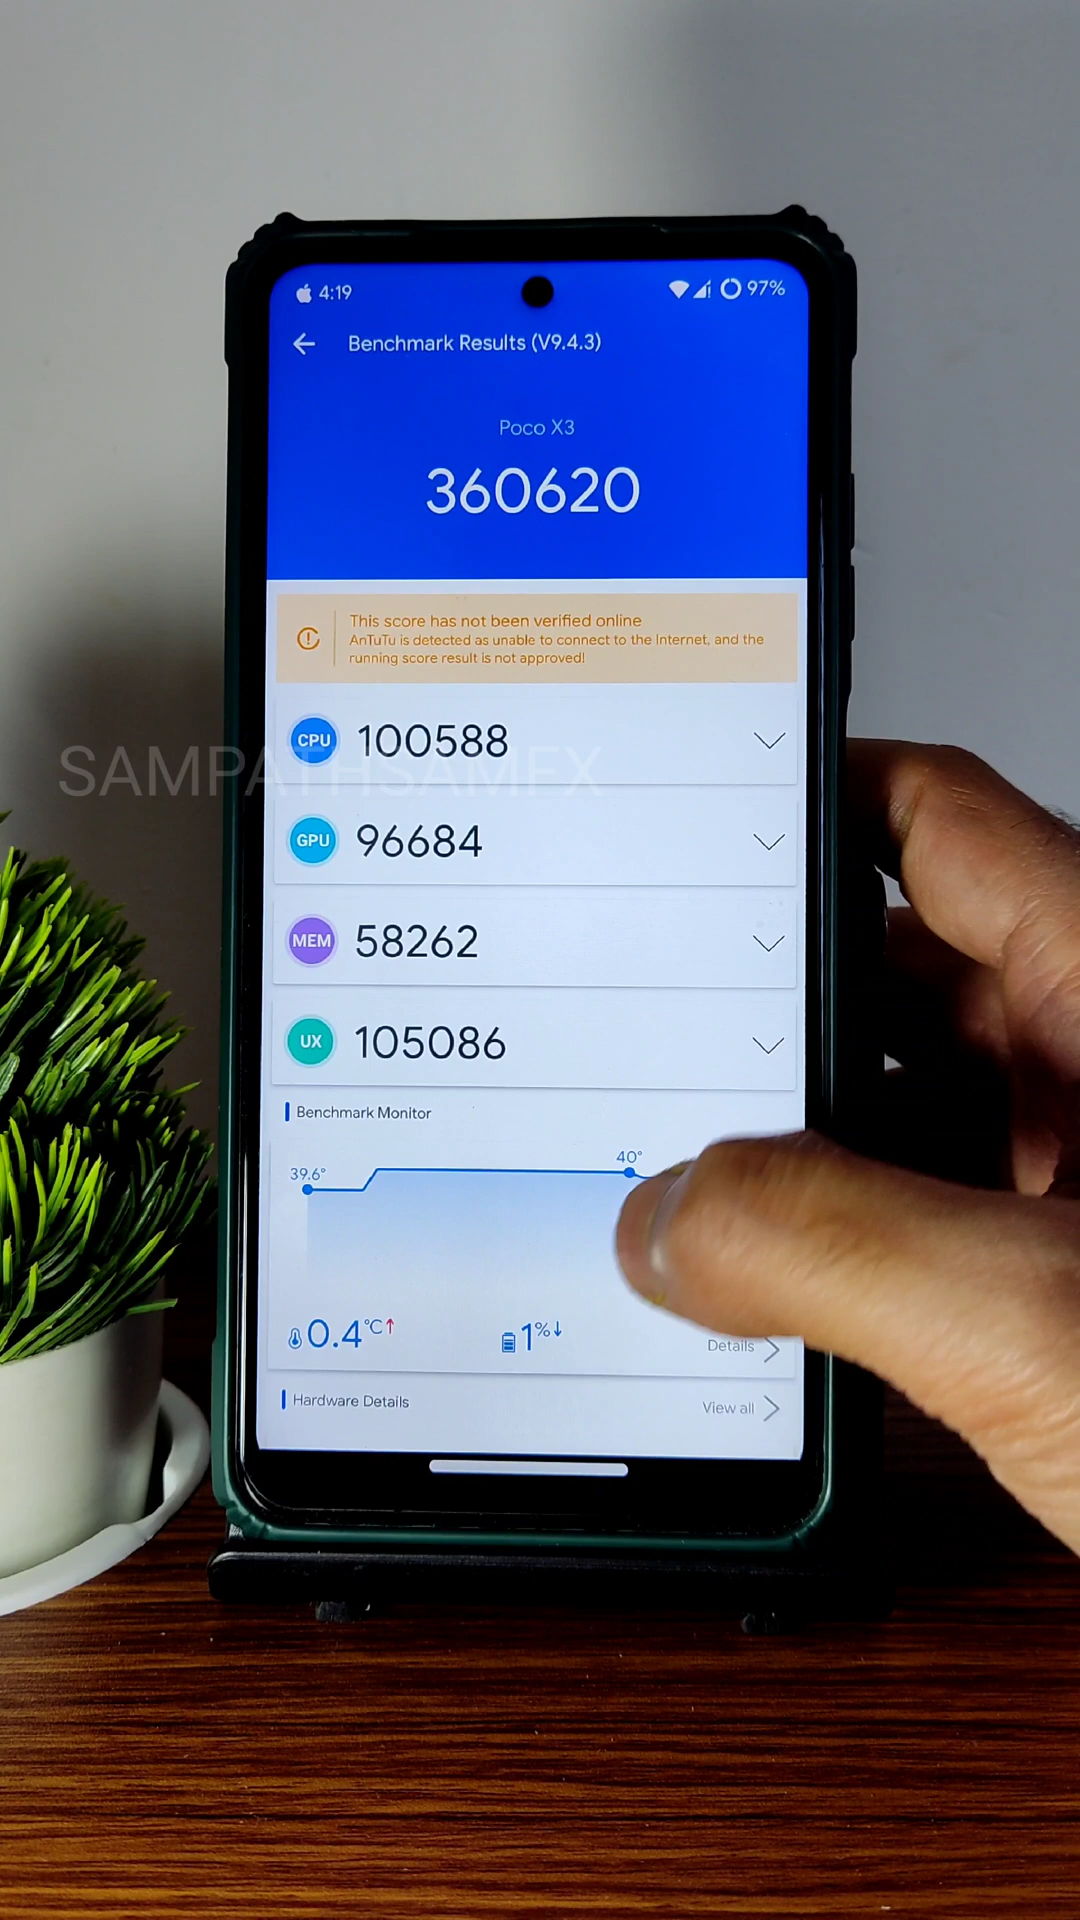 4:19
97%
Benchmark Results (V9.4.3)
Poco X3
360620
This score has not been verified online
AnTuTu is detected as unable to connect to the Internet, and the
running score result is not approved!
CPU 100588
SAMPATHSAMFX
GPU 96684
MEM 58262
UX 105086
Benchmark Monitor
39.6°
40°
0.4°C↑
1%↓
Details
Hardware Details
View all